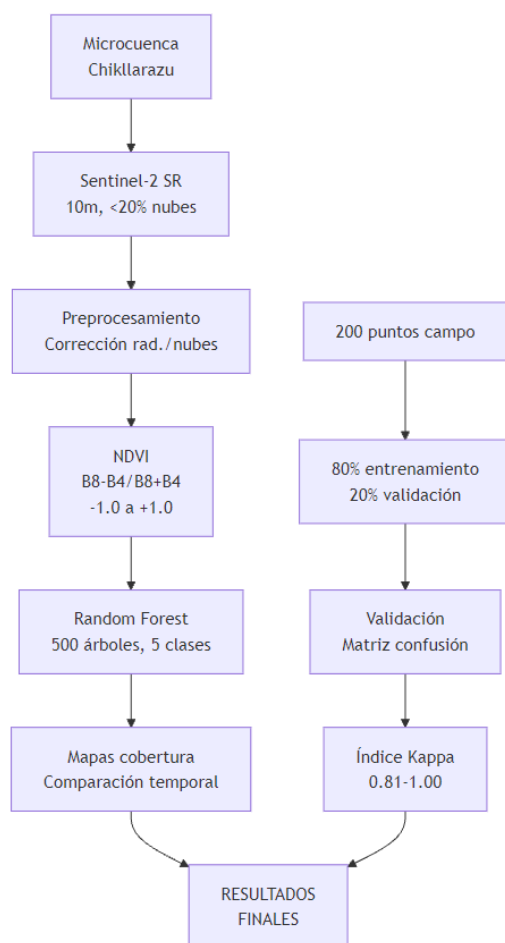 Microcuenca
Chikllarazu
Sentinel-2 SR
10m, <20% nubes
Preprocesamiento
Corrección rad./nubes
NDVI
B8-B4/B8+B4
-1.0 a +1.0
Random Forest
500 árboles, 5 clases
Mapas cobertura
Comparación temporal
200 puntos campo
80% entrenamiento
20% validación
Validación
Matriz confusión
Índice Kappa
0.81-1.00
RESULTADOS
FINALES